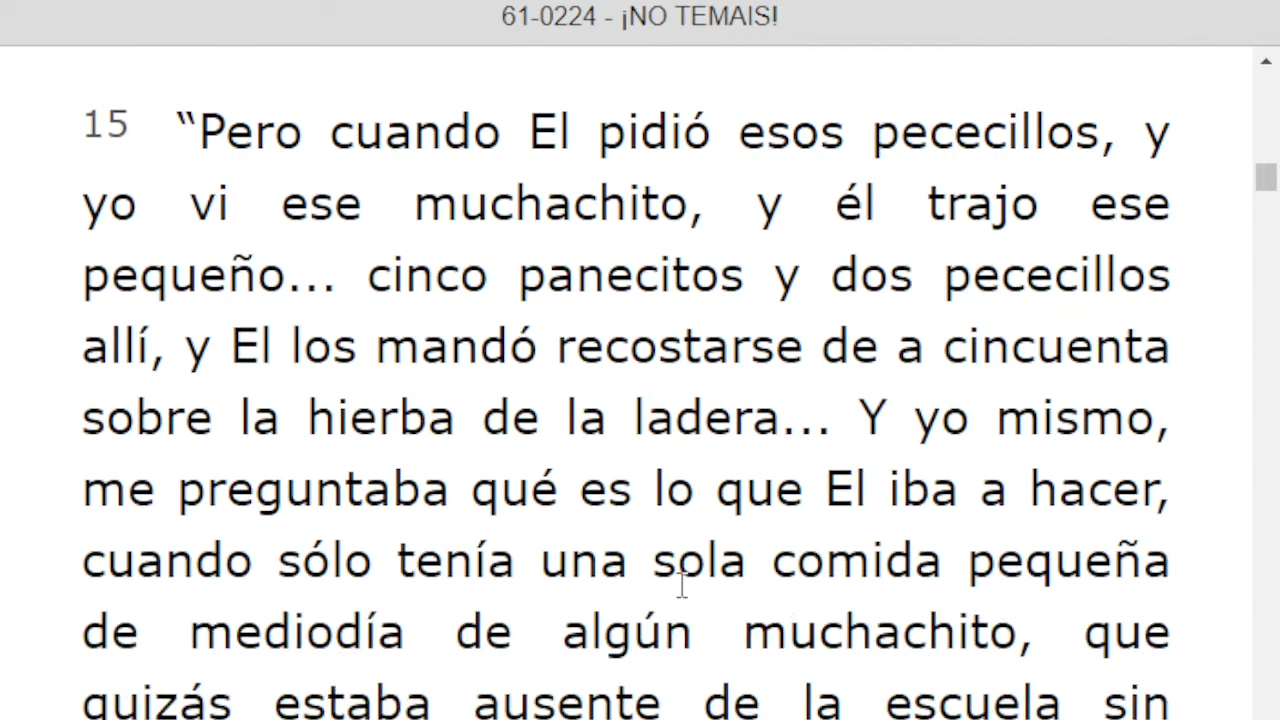 61-0224 - ¡NO TEMAIS!
15 “Pero cuando El pidió esos pececillos, y
yo vi ese muchachito, y él trajo ese
pequeño... cinco panecitos y dos pececillos
allí, y El los mandó recostarse de a cincuenta
sobre la hierba de la ladera... Y yo mismo,
me preguntaba qué es lo que El iba a hacer,
cuando sólo tenía una sola comida pequeña
de mediodía de algún muchachito, que
quizás estaba ausente de la escuela sin